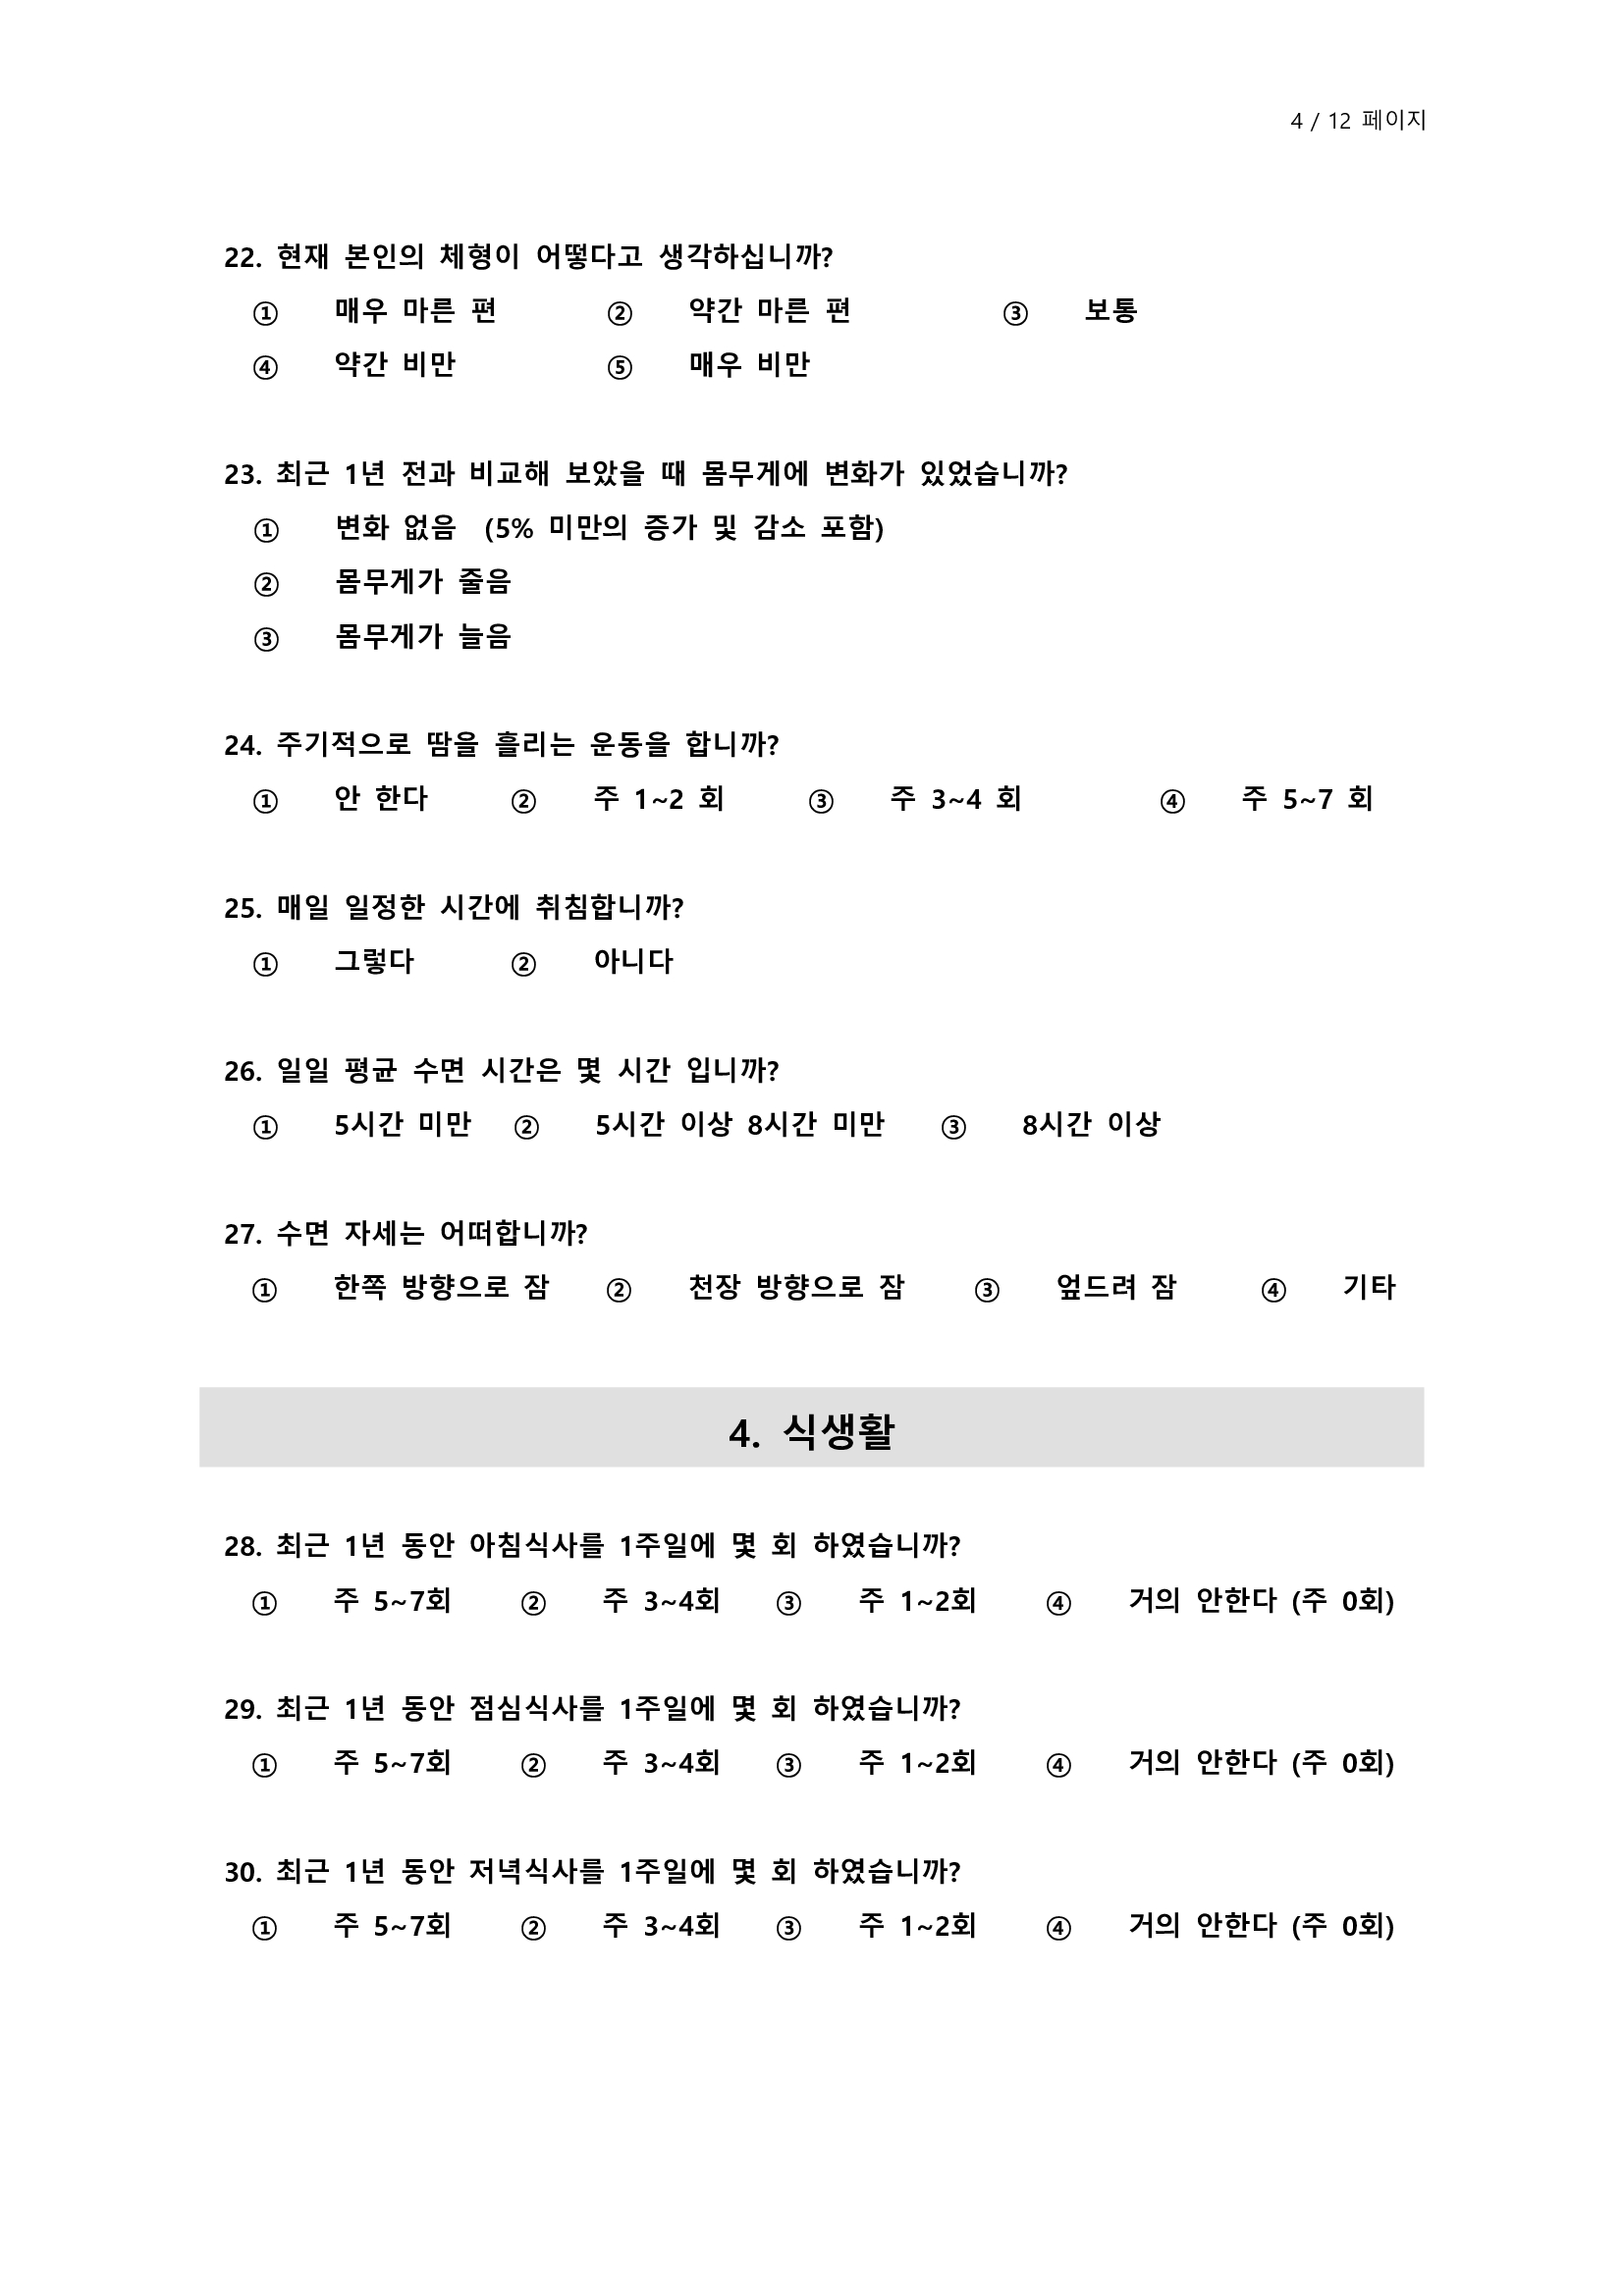 4 / 12 페이지
22. 현재 본인의 체형이 어떻다고 생각하십니까?
① 매우 마른 편 ② 약간 마른 편 ③ 보통
④ 약간 비만 ⑤ 매우 비만
23. 최근 1년 전과 비교해 보았을 때 몸무게에 변화가 있었습니까?
① 변화 없음 (5% 미만의 증가 및 감소 포함)
② 몸무게가 줄음
③ 몸무게가 늘음
24. 주기적으로 땀을 흘리는 운동을 합니까?
① 안 한다 ② 주 1~2 회 ③ 주 3~4 회 ④ 주 5~7 회
25. 매일 일정한 시간에 취침합니까?
① 그렇다 ② 아니다
26. 일일 평균 수면 시간은 몇 시간 입니까?
① 5시간 미만 ② 5시간 이상 8시간 미만 ③ 8시간 이상
27. 수면 자세는 어떠합니까?
① 한쪽 방향으로 잠 ② 천장 방향으로 잠 ③ 엎드려 잠 ④ 기타
4. 식생활
28. 최근 1년 동안 아침식사를 1주일에 몇 회 하였습니까?
① 주 5~7회 ② 주 3~4회 ③ 주 1~2회 ④ 거의 안한다 (주 0회)
29. 최근 1년 동안 점심식사를 1주일에 몇 회 하였습니까?
① 주 5~7회 ② 주 3~4회 ③ 주 1~2회 ④ 거의 안한다 (주 0회)
30. 최근 1년 동안 저녁식사를 1주일에 몇 회 하였습니까?
① 주 5~7회 ② 주 3~4회 ③ 주 1~2회 ④ 거의 안한다 (주 0회)